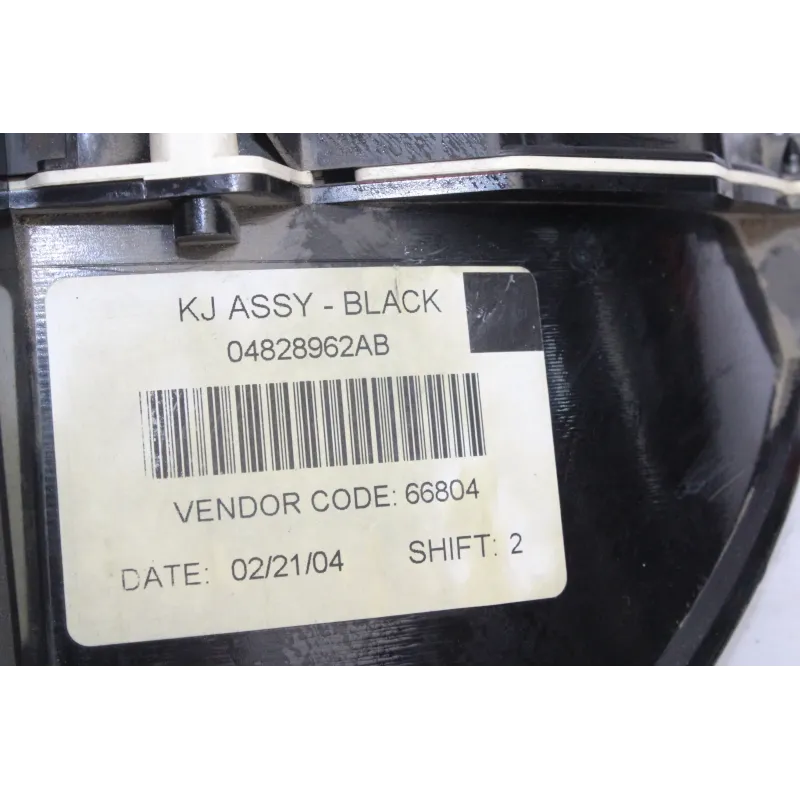 KJ ASSY - BLACK
04828962AB
VENDOR CODE: 66804
DATE: 02/21/04 SHIFT: 2